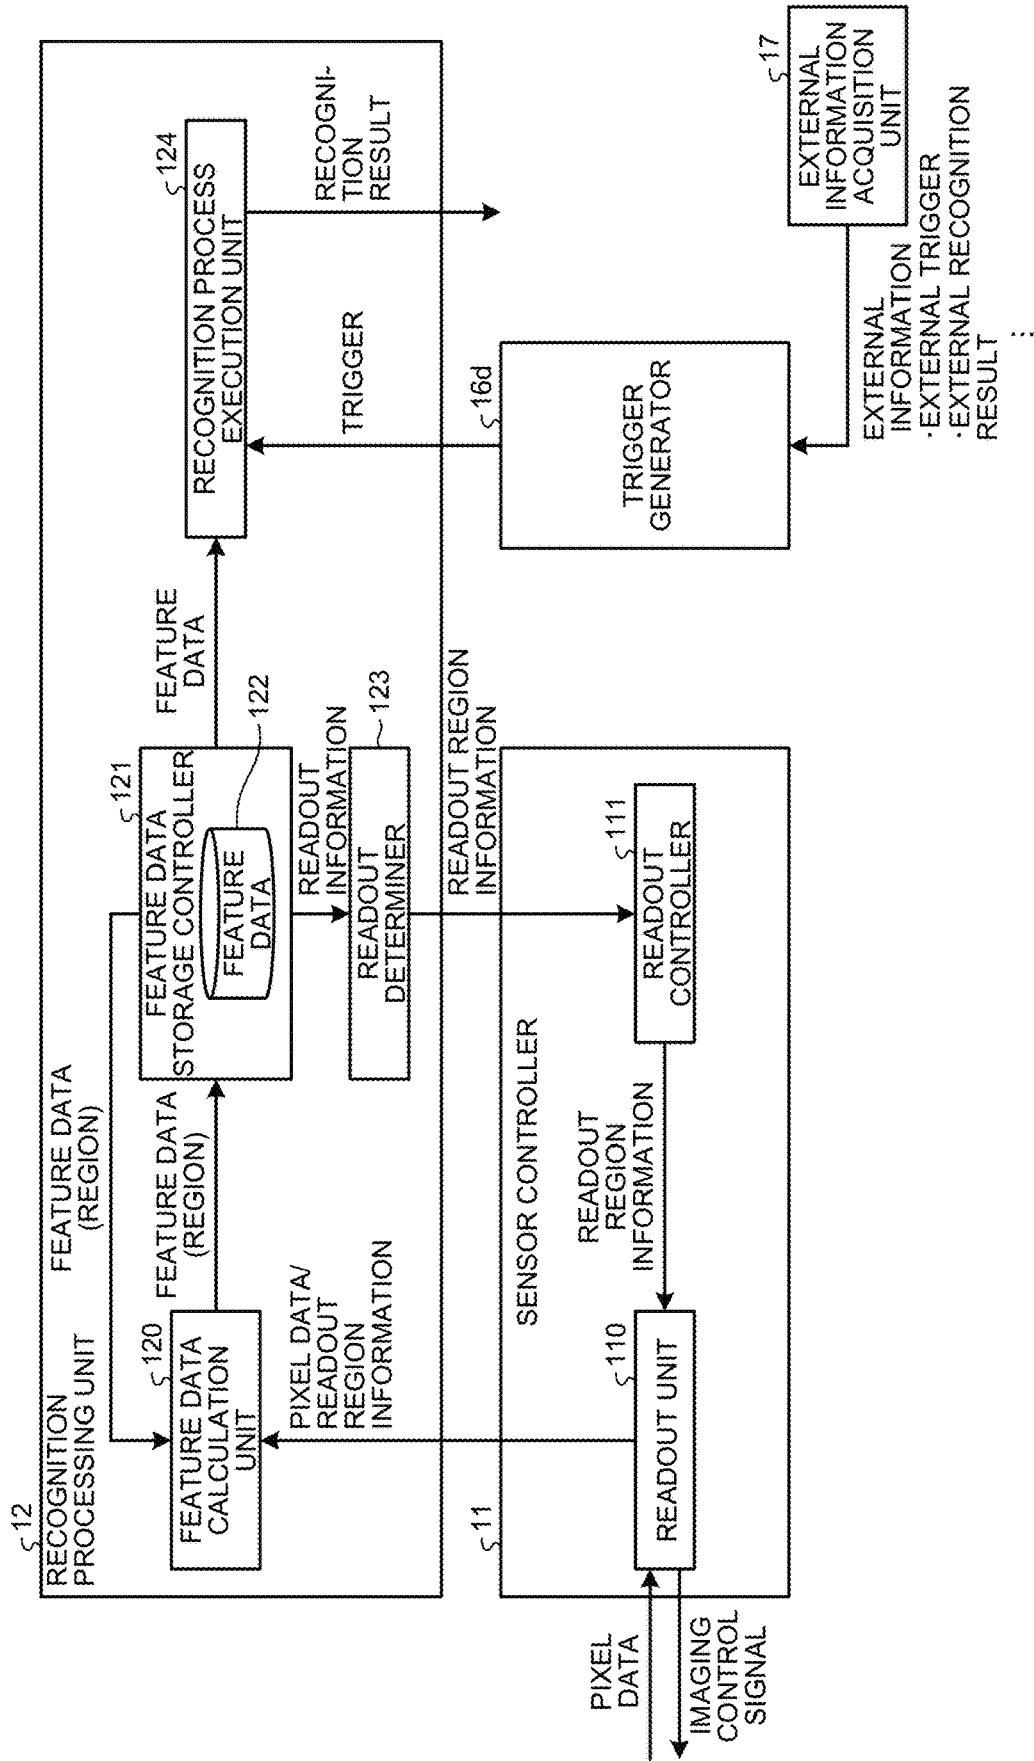 12
RECOGNITION
PROCESSING UNIT
FEATURE DATA
(REGION)
120
FEATURE DATA
CALCULATION
UNIT
FEATURE DATA
(REGION)
121
FEATURE DATA
STORAGE CONTROLLER
FEATURE
DATA
122
FEATURE
DATA
124
RECOGNITION PROCESS
EXECUTION UNIT
PIXEL DATA/
READOUT
REGION
INFORMATION
READOUT
INFORMATION
READOUT
DETERMINER
123
TRIGGER
RECOGNI-
TION
RESULT
READOUT REGION
INFORMATION
11
SENSOR CONTROLLER
110
READOUT UNIT
READOUT
REGION
INFORMATION
111
READOUT
CONTROLLER
PIXEL
DATA
IMAGING
CONTROL
SIGNAL
16d
TRIGGER
GENERATOR
17
EXTERNAL
INFORMATION
ACQUISITION
UNIT
EXTERNAL
INFORMATION
·EXTERNAL TRIGGER
·EXTERNAL RECOGNITION
RESULT
⋮